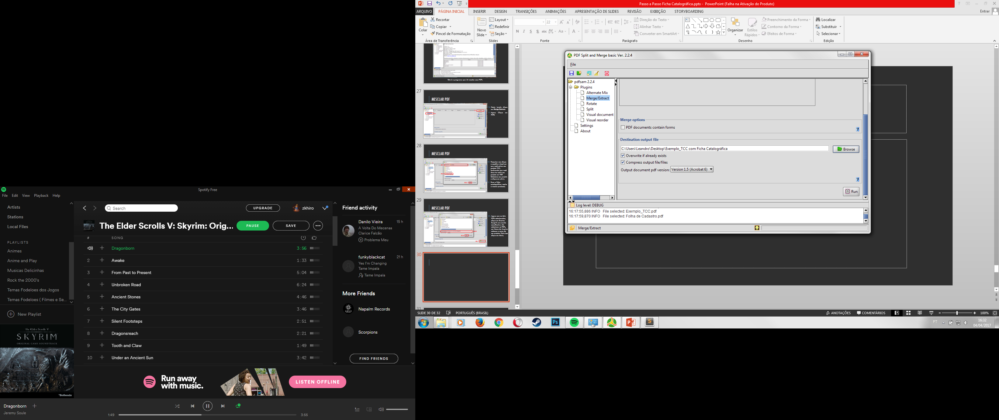 Spotify Free
File Edit View Playback Help
Artists
Stations
Local Files
PLAYLISTS
Animes
Anime and Play
Musicas Delicinhas
Rock the 2000's
Temas Fodeloes dos Jogos
Temas Fodeloes ( Filmes e Se...
New Playlist
The Elder Scrolls V
SKYRIM
ORIGINAL GAME SOUNDTRACK
Bethesda
Search
UPGRADE
zkhiro
The Elder Scrolls V: Skyrim: Orig...
PAUSE
SAVE
# SONG
Dragonborn 3:56
2 Awake 1:33
3 From Past to Present 5:04
4 Unbroken Road 6:24
5 Ancient Stones 4:46
6 The City Gates 3:46
7 Silent Footsteps 2:51
8 Dragonsreach 2:21
9 Tooth and Claw 1:49
10 Under an Ancient Sun 3:42
Friend activity
Danilo Vieira 15 h
A Volta Do Mecenas
Clarice Falcão
Problema Meu
funkyblackcat 21 h
Yes I'm Changing
Tame Impala
Tame Impala
More Friends
Napalm Records
Scorpions
FIND FRIENDS
Run away
with music.
LISTEN OFFLINE
Dragonborn
Jeremy Soule
1:49
3:55
Passo a Passo Ficha Catalográfica.pptx - PowerPoint (Falha na Ativação do Produto)
ARQUIVO PÁGINA INICIAL INSERIR DESIGN TRANSIÇÕES ANIMAÇÕES APRESENTAÇÃO DE SLIDES REVISÃO EXIBIÇÃO STORYBOARDING
Entrar
Colar
Recortar
Copiar
Pincel de Formatação
Área de Transferência
Novo
Slide
Layout
Redefinir
Seção
Slides
22
N I S S abc AV Aa A
Fonte
Direção do Texto
Alinhar Texto
Converter em SmartArt
Parágrafo
Organizar
Estilos
Rápidos
Preenchimento da Forma
Contorno da Forma
Efeitos de Forma
Desenho
Localizar
Substituir
Selecionar
Edição
Este é o programa que irá mesclar seus PDFs
27
MESCLAR PDF
28
MESCLAR PDF
29
MESCLAR PDF
30
31
PDF Split and Merge basic Ver. 2.2.4
File
pdfsam 2.2.4
Plugins
Alternate Mix
Merge/Extract
Rotate
Split
Visual document
Visual reorder
Settings
About
Merge options
PDF documents contain forms
Destination output file
C:\Users\Leandro\Desktop\Exemplo_TCC com Ficha Catalográfica
Browse
Overwrite if already exists
Compress output file/files
Output document pdf version: Version 1.5 (Acrobat 6)
Run
Log level: DEBUG
16:17:55,886 INFO File selected: Exemplo_TCC.pdf
16:17:59,870 INFO File selected: Folha de Cadastro.pdf
Merge/Extract
SLIDE 30 DE 32
PORTUGUÊS (BRASIL)
ANOTAÇÕES
COMENTÁRIOS
100%
Ps
PT
16:32
04/04/2017